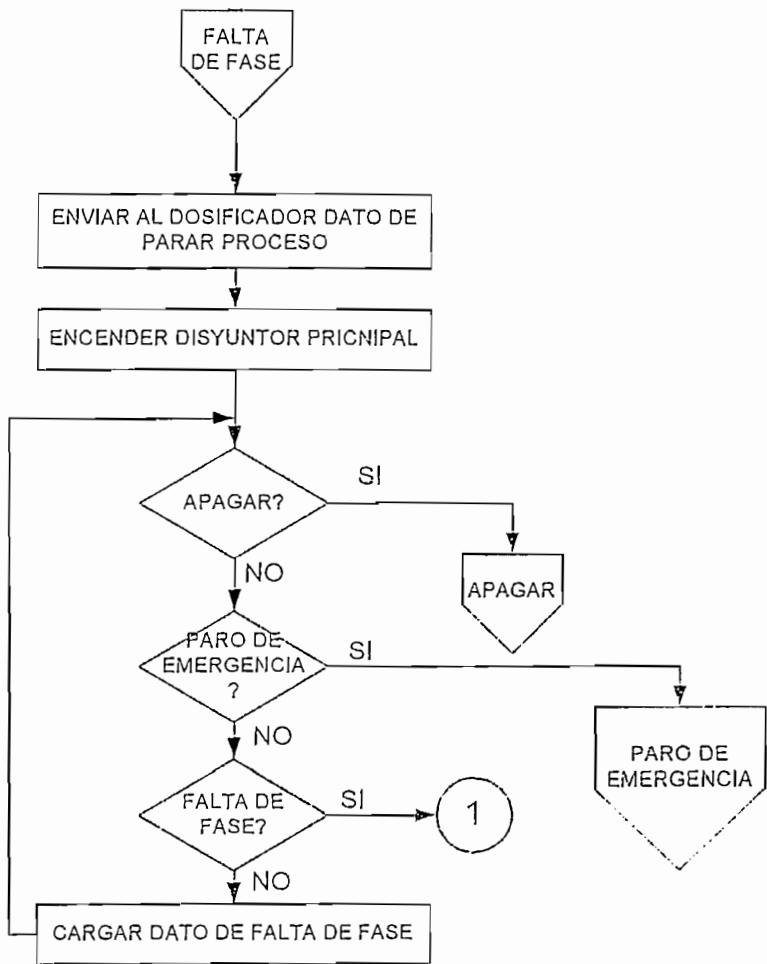 FALTA
DE FASE
ENVIAR AL DOSIFICADOR DATO DE
PARAR PROCESO
ENCENDER DISYUNTOR PRICNIPAL
APAGAR?
SI
APAGAR
NO
PARO DE
EMERGENCIA
?
SI
PARO DE
EMERGENCIA
NO
FALTA DE
FASE?
SI
1
NO
CARGAR DATO DE FALTA DE FASE